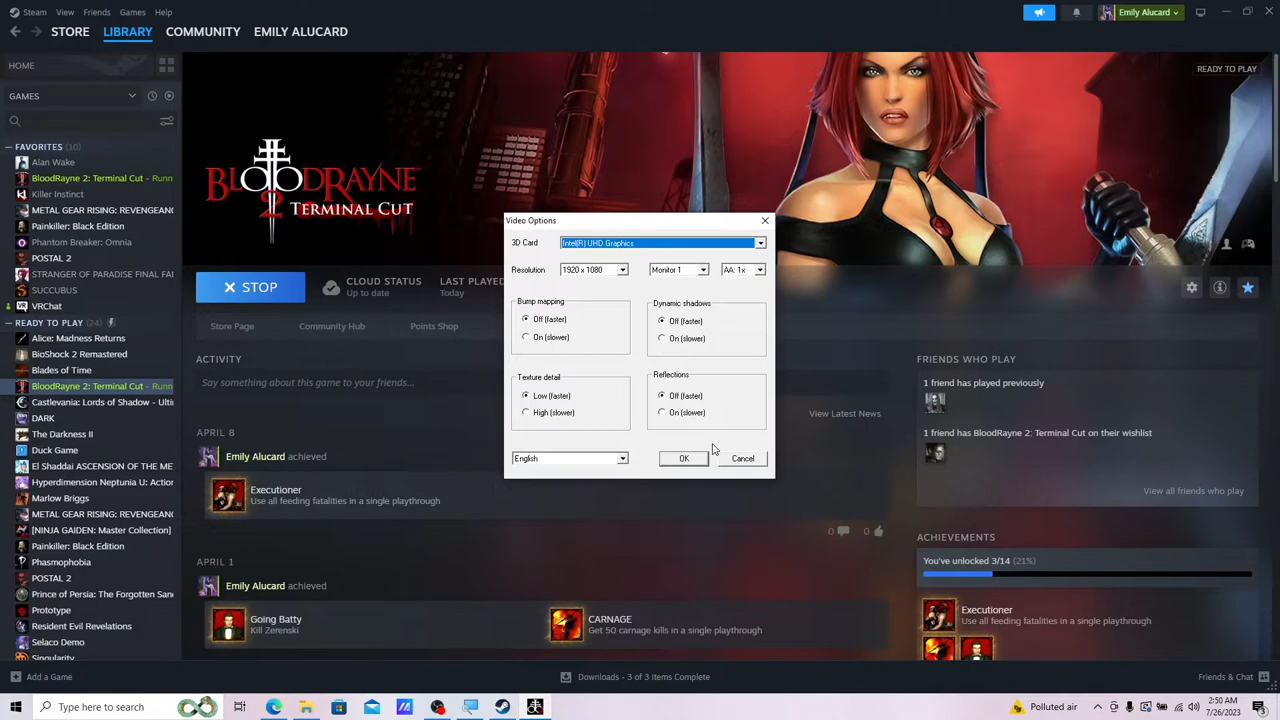 Steam View Friends Games Help
Emily Alucard
STORE LIBRARY COMMUNITY EMILY ALUCARD
HOME
GAMES
READY TO PLAY
BLOODRAYNE
2 TERMINAL CUT
FAVORITES (10)
Alan Wake
BloodRayne 2: Terminal Cut - Runn
Killer Instinct
METAL GEAR RISING: REVENGEANC
Painkiller: Black Edition
Phantom Breaker: Omnia
POSTAL 2
STRANGER OF PARADISE FINAL FAN
SUCCUBUS
VRChat
READY TO PLAY (24)
Alice: Madness Returns
BioShock 2 Remastered
Blades of Time
BloodRayne 2: Terminal Cut - Runn
Castlevania: Lords of Shadow - Ulti
DARK
The Darkness II
Duck Game
El Shaddai ASCENSION OF THE ME
Hyperdimension Neptunia U: Action
Marlow Briggs
METAL GEAR RISING: REVENGEANC
[NINJA GAIDEN: Master Collection]
Painkiller: Black Edition
Phasmophobia
POSTAL 2
Prince of Persia: The Forgotten Sand
Prototype
Resident Evil Revelations
Selaco Demo
Singularity
Add a Game
STOP
CLOUD STATUS
Up to date
LAST PLAYED
Today
Store Page Community Hub Points Shop
ACTIVITY
Say something about this game to your friends...
View Latest News
APRIL 8
Emily Alucard achieved
Executioner
Use all feeding fatalities in a single playthrough
0 0
APRIL 1
Emily Alucard achieved
Going Batty
Kill Zerenski
CARNAGE
Get 50 carnage kills in a single playthrough
Video Options
3D Card Intel(R) UHD Graphics
Resolution 1920 x 1080 Monitor 1 AA: 1x
Bump mapping
Off (faster)
On (slower)
Dynamic shadows
Off (faster)
On (slower)
Texture detail
Low (faster)
High (slower)
Reflections
Off (faster)
On (slower)
English OK Cancel
FRIENDS WHO PLAY
1 friend has played previously
1 friend has BloodRayne 2: Terminal Cut on their wishlist
View all friends who play
ACHIEVEMENTS
You've unlocked 3/14 (21%)
Executioner
Use all feeding fatalities in a single playthrough
Downloads - 3 of 3 Items Complete
Friends & Chat
Type here to search
Polluted air
2:50 AM
7/26/2023
3